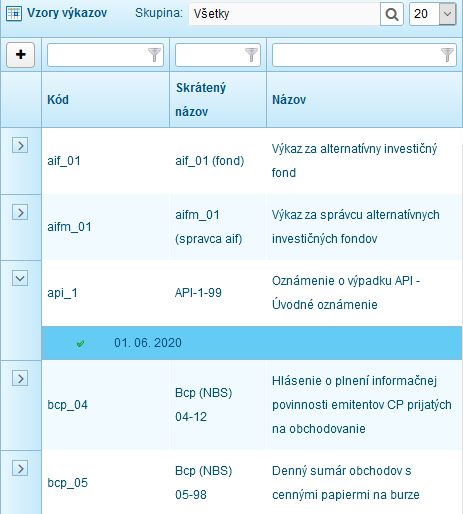 Vzory výkazov Skupina: Všetky 20
Kód Skrátený názov Názov
aif_01 aif_01 (fond) Výkaz za alternatívny investičný
fond
aifm_01 aifm_01 Výkaz za správcu alternatívnych
(spravca aif) investičných fondov
api_1 API-1-99 Oznámenie o výpadku API -
Úvodné oznámenie
01. 06. 2020
bcp_04 Bcp (NBS) Hlásenie o plnení informačnej
04-12 povinnosti emitentov CP prijatých
na obchodovanie
bcp_05 Bcp (NBS) Denný sumár obchodov s
05-98 cennými papiermi na burze